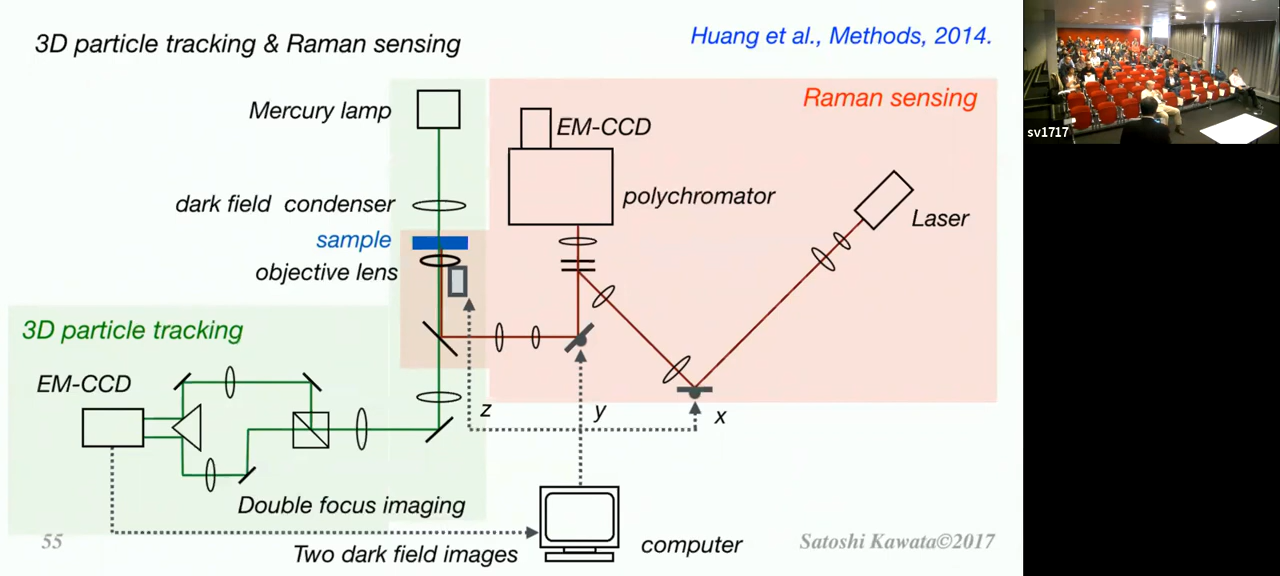 3D particle tracking & Raman sensing
Huang et al., Methods, 2014.
Raman sensing
Mercury lamp
EM-CCD
dark field condenser
polychromator
Laser
sample
objective lens
3D particle tracking
EM-CCD
z
y
x
Double focus imaging
Two dark field images
computer
55
Satoshi Kawata©2017
sv1717